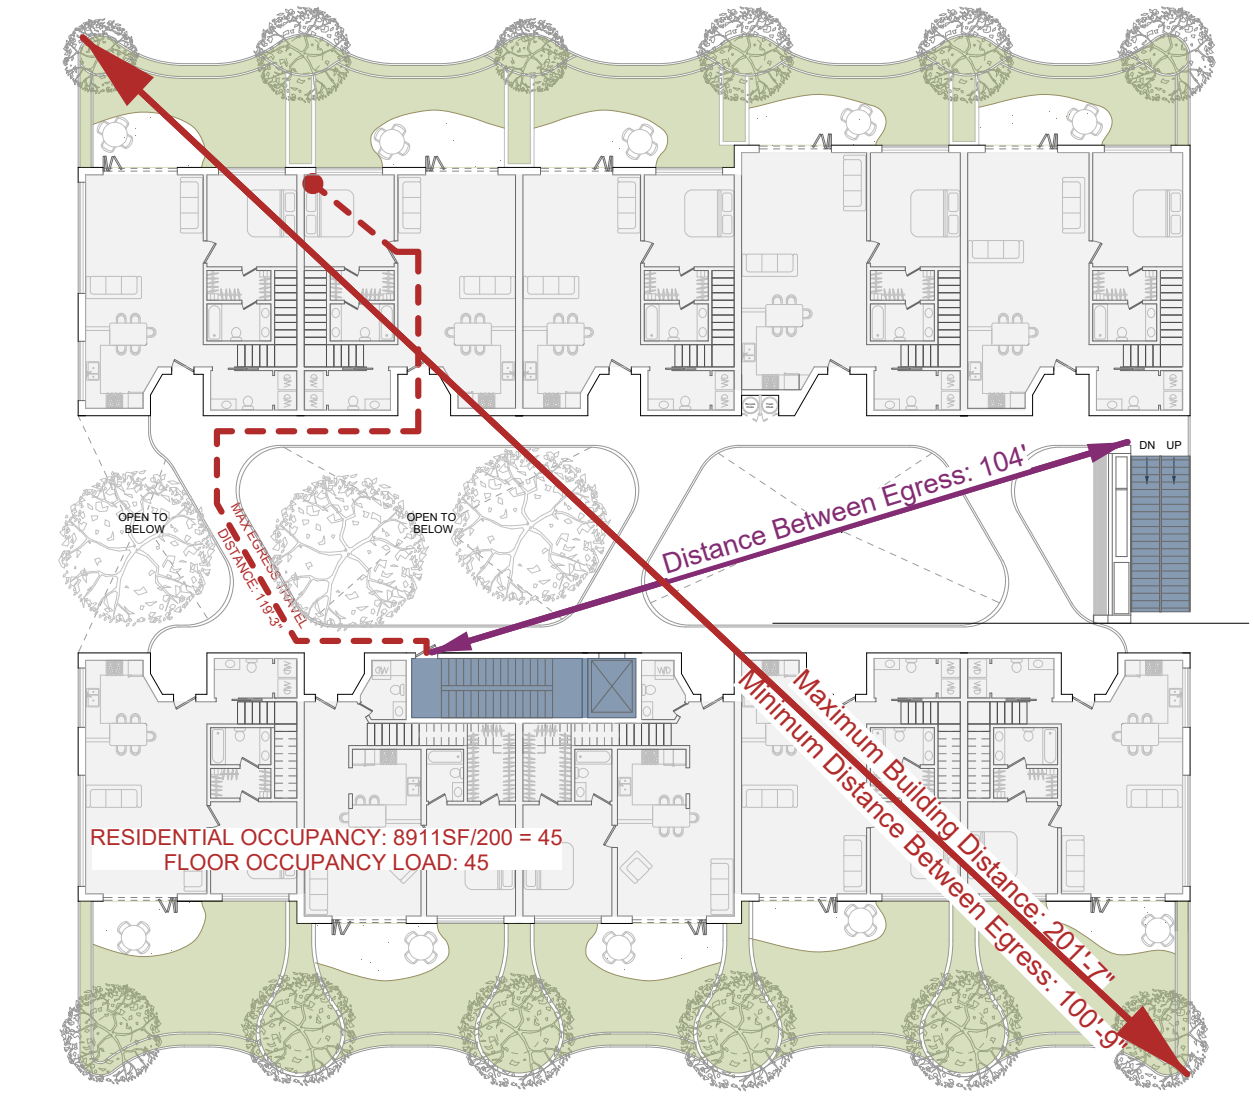 DN UP
Distance Between Egress: 104'
OPEN TO
BELOW
OPEN TO
BELOW
MAX EGRESS TRAVEL
DISTANCE: 119'-3"
W/D
Maximum Building Distance: 201'-7"
Minimum Distance Between Egress: 100'-9"
RESIDENTIAL OCCUPANCY: 8911SF/200 = 45
FLOOR OCCUPANCY LOAD: 45